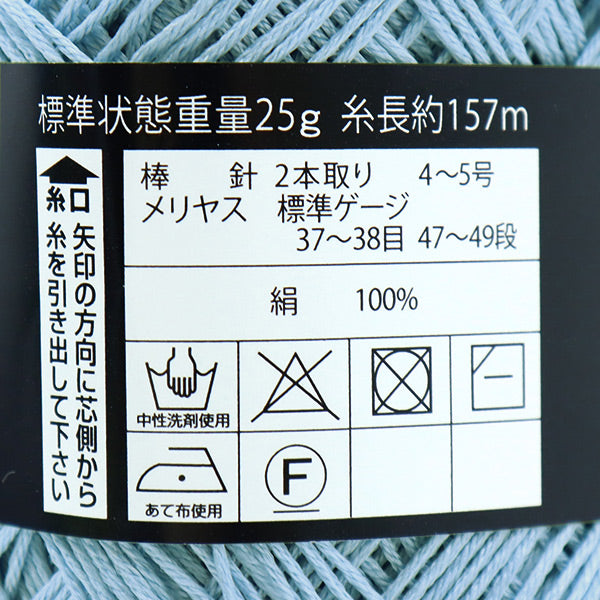 標準状態重量25g 糸長約157m
糸口
矢印の方向に芯側から
糸を引き出して下さい
棒 針 2本取り 4～5号
メリヤス 標準ゲージ
37～38目 47～49段
絹 100%
中性洗剤使用
あて布使用
F